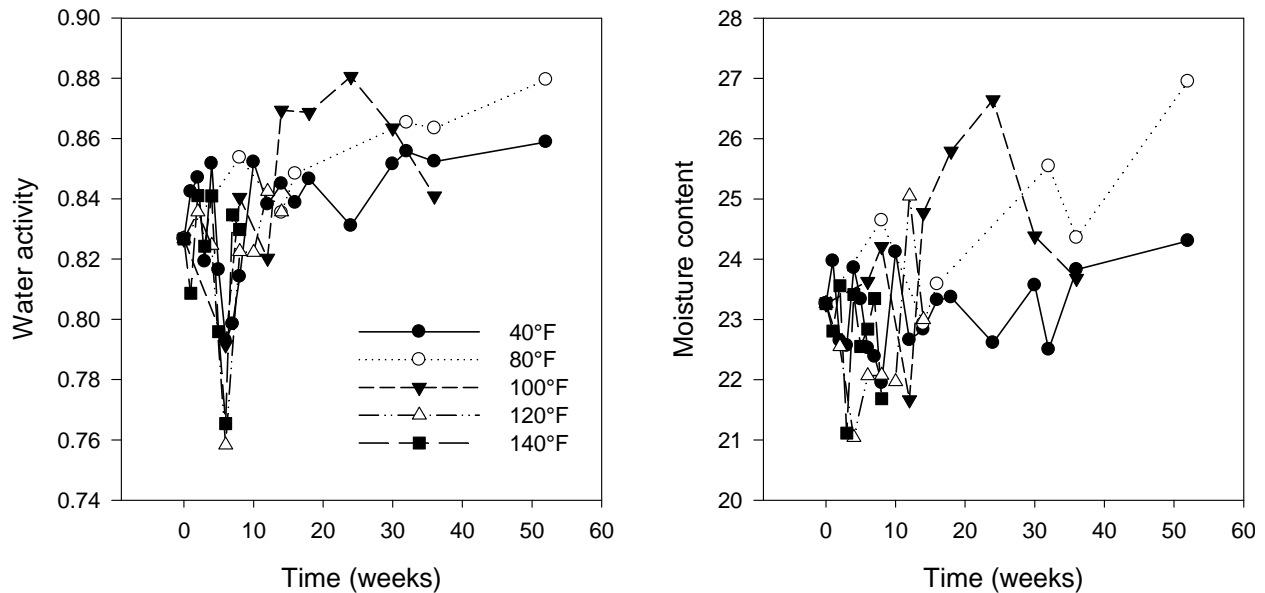 Water activity
0.90
0.88
0.86
0.84
0.82
0.80
0.78
0.76
0.74
0 10 20 30 40 50 60
Time (weeks)
40°F
80°F
100°F
120°F
140°F
Moisture content
28
27
26
25
24
23
22
21
20
0 10 20 30 40 50 60
Time (weeks)